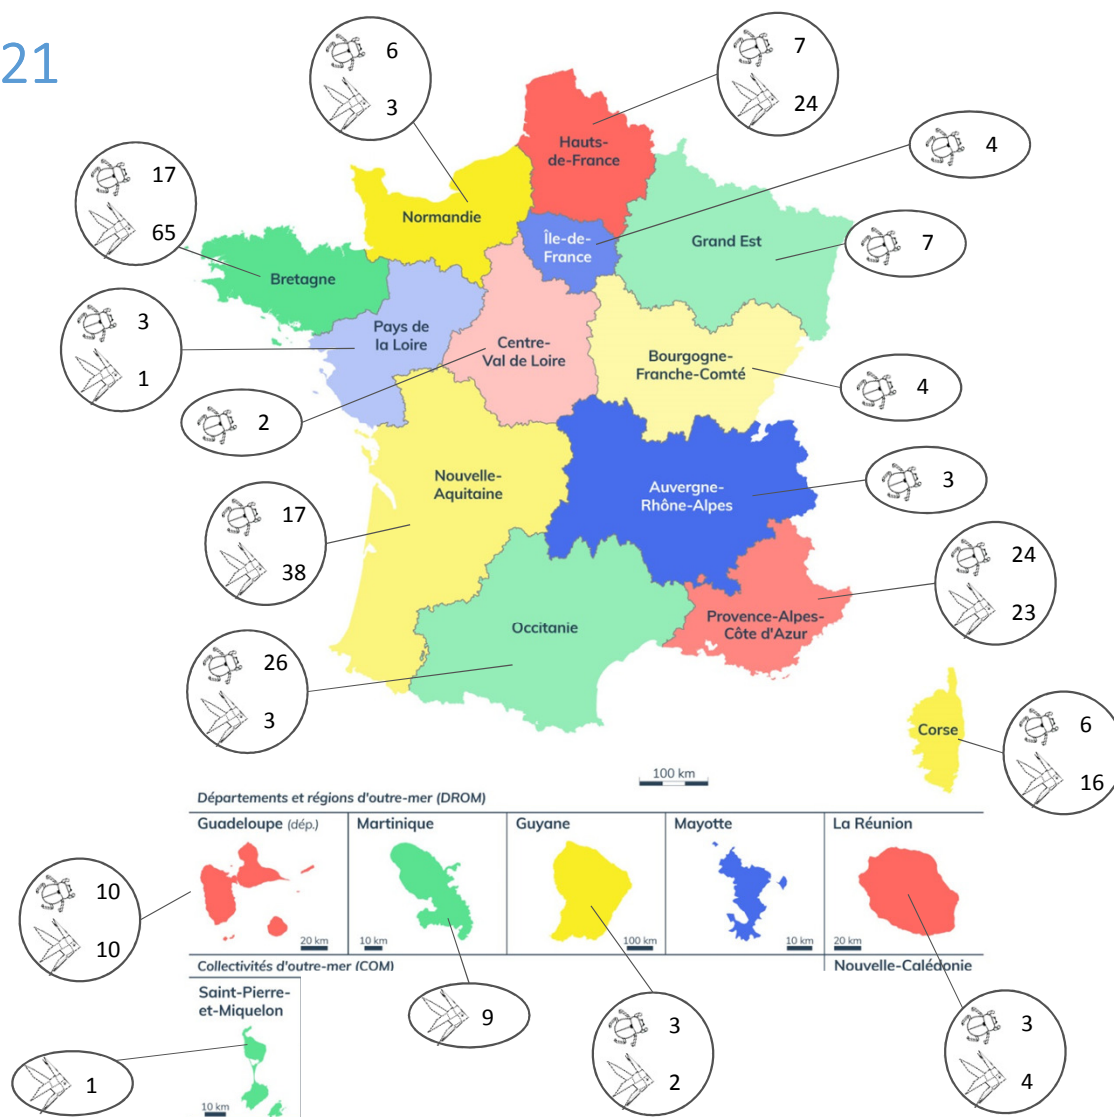 21
6
3
7
24
4
17
65
7
3
1
4
2
3
17
38
24
23
26
3
6
16
Hauts-
de-France
Normandie
Île-de-
France
Grand Est
Bretagne
Pays de
la Loire
Centre-
Val de Loire
Bourgogne-
Franche-Comté
Nouvelle-
Aquitaine
Auvergne-
Rhône-Alpes
Occitanie
Provence-Alpes-
Côte d'Azur
Corse
100 km
Départements et régions d'outre-mer (DROM)
Guadeloupe (dép.)
Martinique
Guyane
Mayotte
La Réunion
10
10
20 km
10 km
100 km
10 km
20 km
Collectivités d'outre-mer (COM)
Nouvelle-Calédonie
Saint-Pierre-
et-Miquelon
9
3
2
3
4
1
10 km